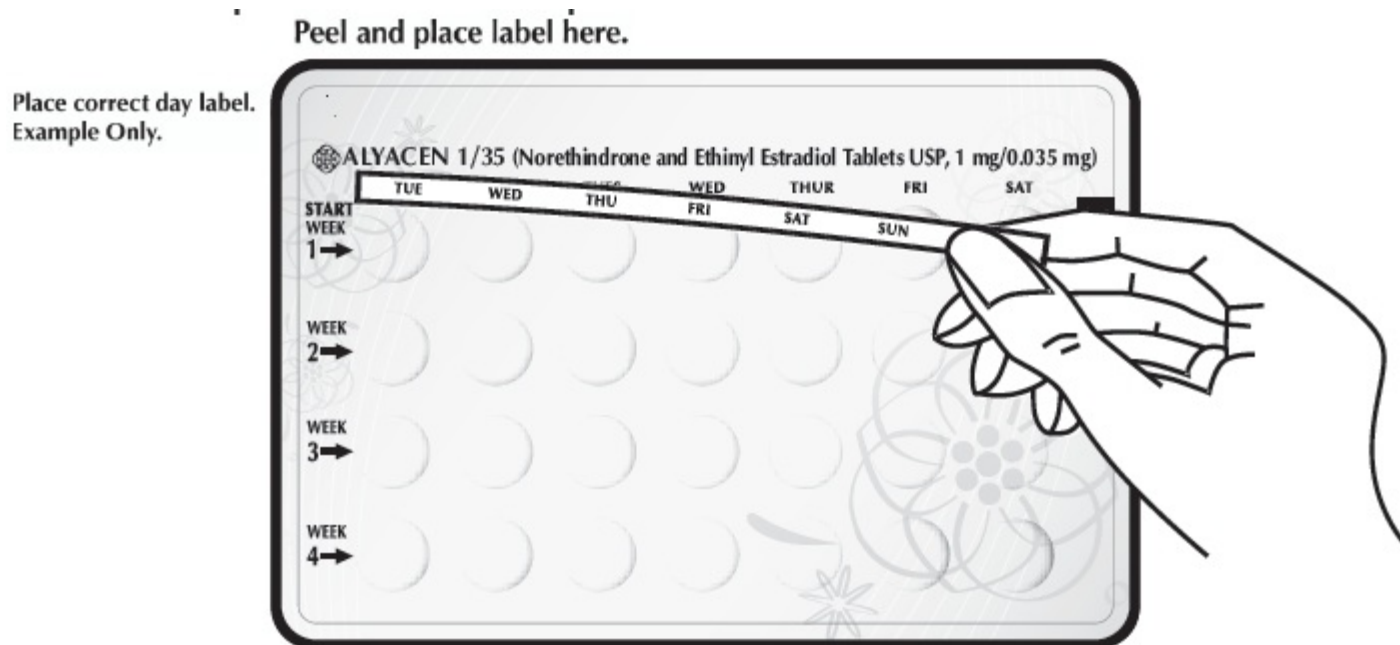 Peel and place label here.
Place correct day label.
Example Only.
ALYACEN 1/35 (Norethindrone and Ethinyl Estradiol Tablets USP, 1 mg/0.035 mg)
WED THUR FRI SAT
TUE WED THU FRI SAT SUN
START
WEEK
1
WEEK
2
WEEK
3
WEEK
4